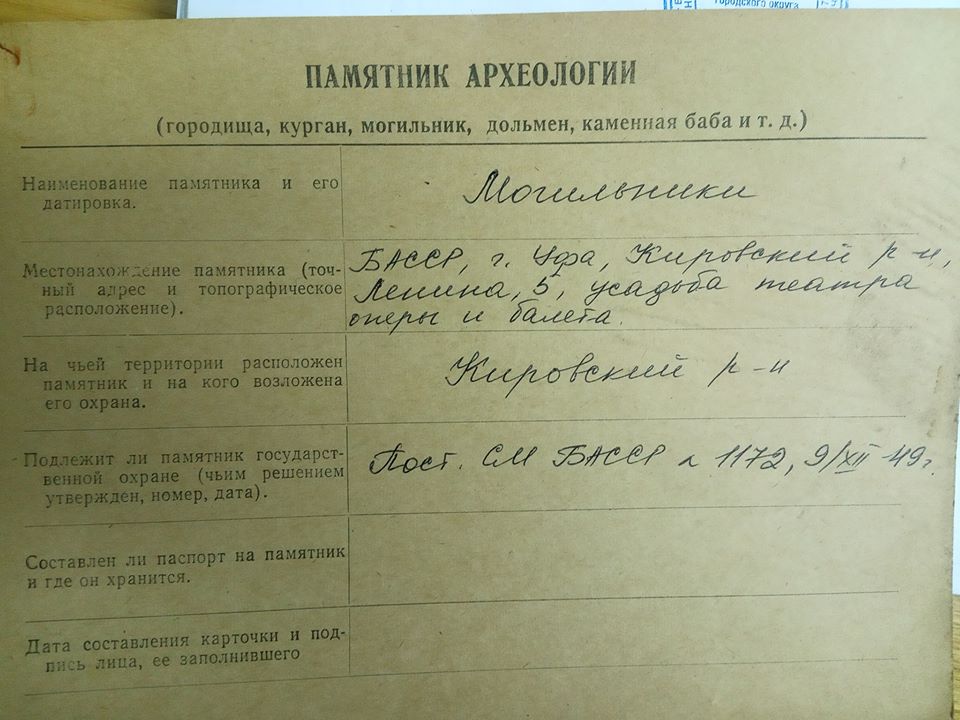 городского округа
ПАМЯТНИК АРХЕОЛОГИИ
(городища, курган, могильник, дольмен, каменная баба и т. д.)
Наименование памятника и его
датировка.
Могильники
Местонахождение памятника (точ-
ный адрес и топографическое
расположение).
БАССР, г. Уфа, Кировский р-н,
Ленина, 5, усадьба театра
оперы и балета.
На чьей территории расположен
памятник и на кого возложена
его охрана.
Кировский р-н
Подлежит ли памятник государст-
венной охране (чьим решением
утвержден, номер, дата).
Пост. СМ БАССР 1172, 9/XII-49г.
Составлен ли паспорт на памятник
и где он хранится.
Дата составления карточки и под-
пись лица, ее заполнившего